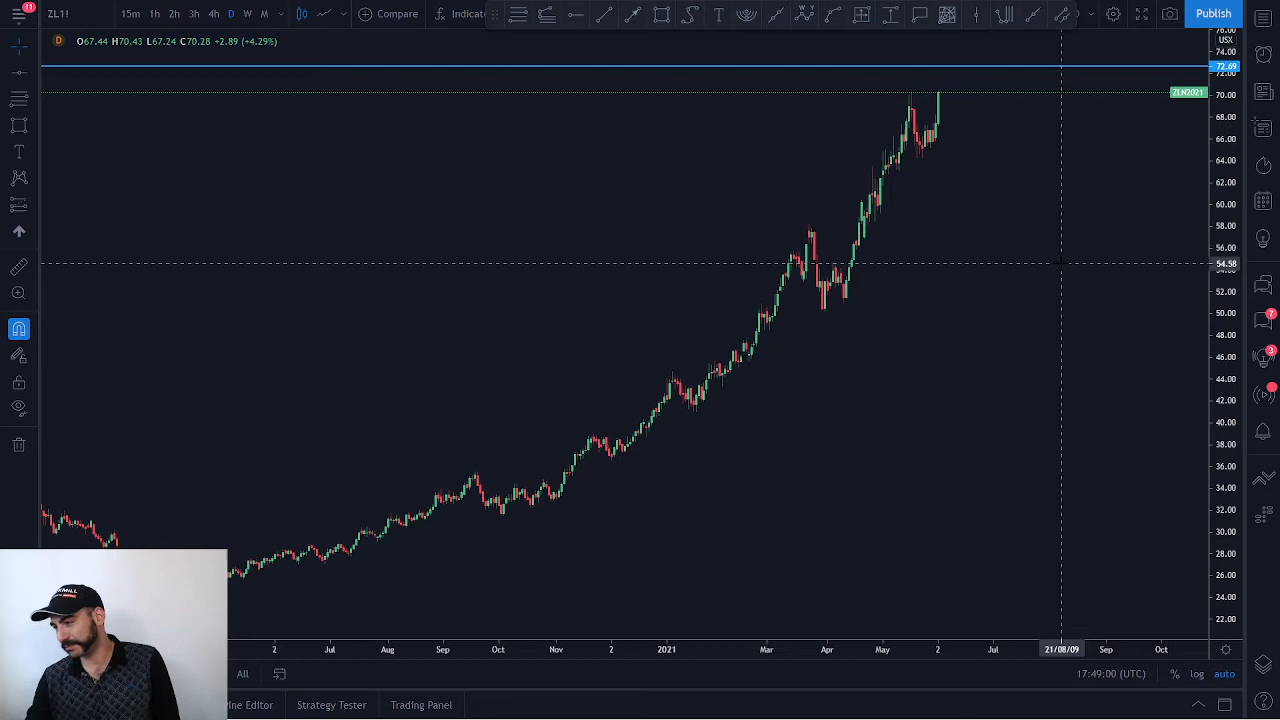 11
ZL1!
15m 1h 2h 3h 4h D W M
Compare
Indicat
Publish
D O67.44 H70.43 L67.24 C70.28 +2.89 (+4.29%)
76.00
USX
74.00
72.69
72.00
ZLN2021
70.00
68.00
66.00
64.00
62.00
60.00
58.00
56.00
54.58
52.00
50.00
48.00
46.00
44.00
42.00
40.00
38.00
36.00
34.00
32.00
30.00
28.00
26.00
24.00
22.00
7
3
2 Jul Aug Sep Oct Nov 2 2021 Mar Apr May 2 Jul 21/08/09 Sep Oct
All
17:49:00 (UTC) % log auto
ine Editor Strategy Tester Trading Panel